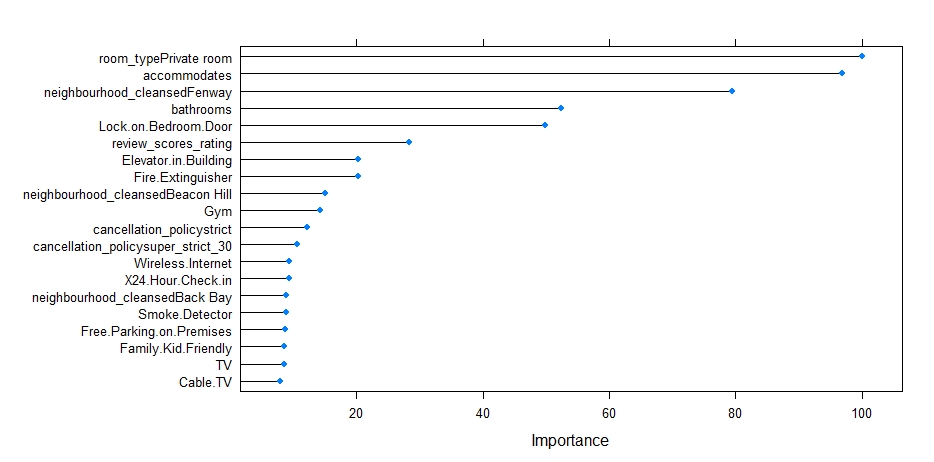 room_typePrivate room
accommodates
neighbourhood_cleansedFenway
bathrooms
Lock.on.Bedroom.Door
review_scores_rating
Elevator.in.Building
Fire.Extinguisher
neighbourhood_cleansedBeacon Hill
Gym
cancellation_policystrict
cancellation_policysuper_strict_30
Wireless.Internet
X24.Hour.Check.in
neighbourhood_cleansedBack Bay
Smoke.Detector
Free.Parking.on.Premises
Family.Kid.Friendly
TV
Cable.TV
20 40 60 80 100
Importance